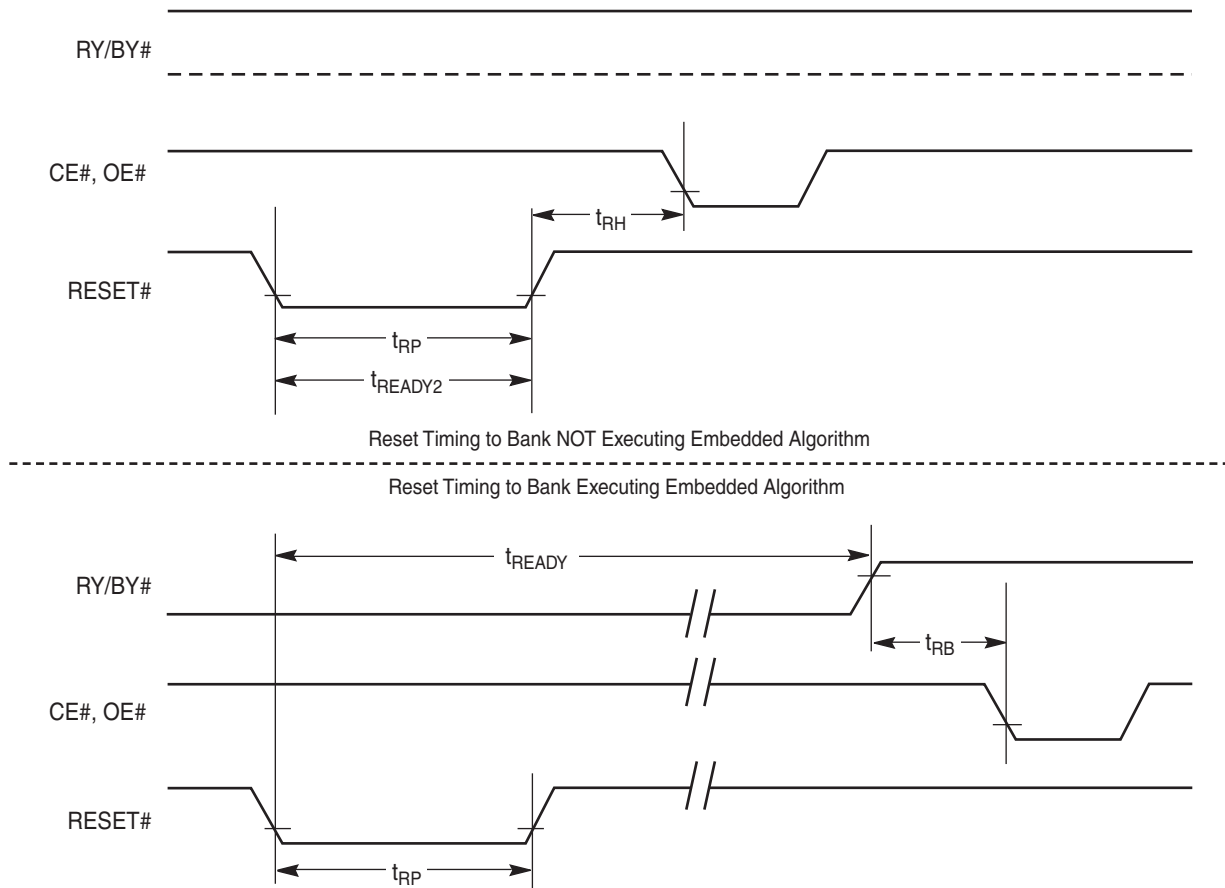 RY/BY#
CE#, OE#
tRH
RESET#
tRP
tREADY2
Reset Timing to Bank NOT Executing Embedded Algorithm
Reset Timing to Bank Executing Embedded Algorithm
tREADY
RY/BY#
tRB
CE#, OE#
RESET#
tRP